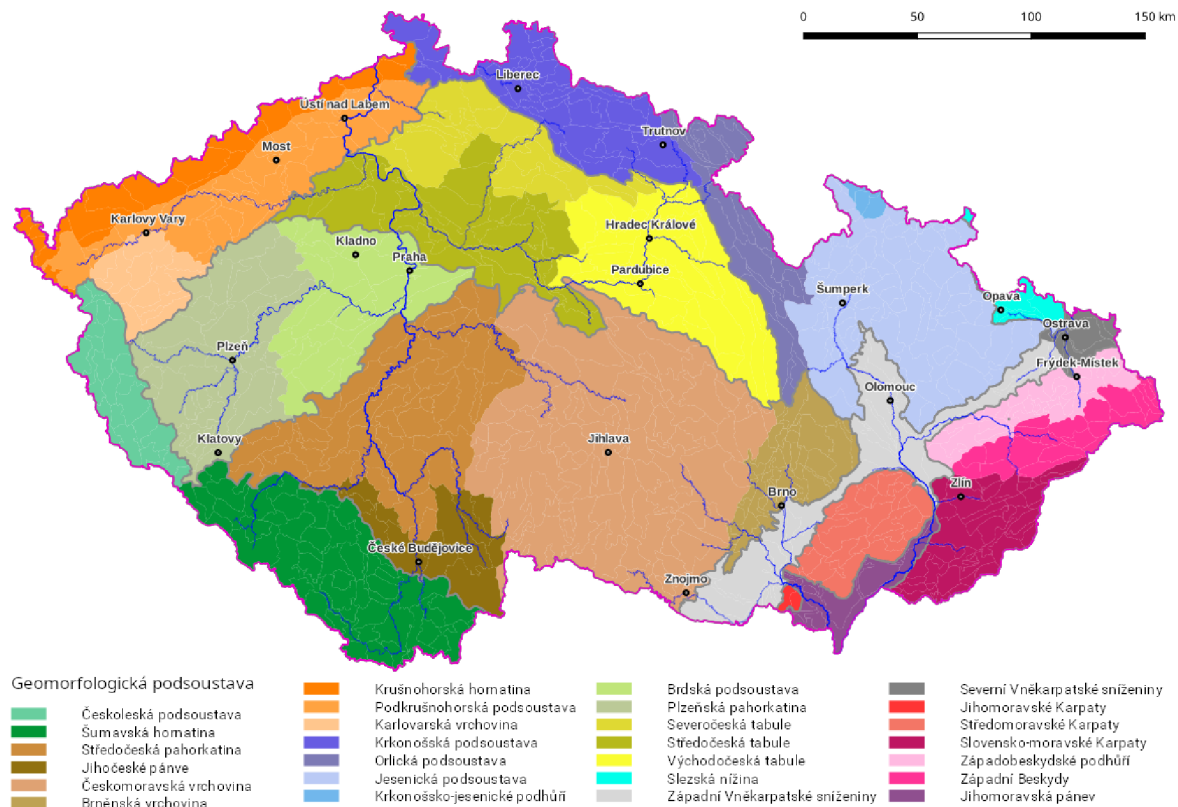 0 50 100 150 km
Liberec
Ústí nad Labem
Trutnov
Most
Karlovy Vary
Hradec Králové
Kladno
Praha
Pardubice
Šumperk
Opava
Ostrava
Plzeň
Frýdek-Místek
Olomouc
Klatovy
Jihlava
Zlín
Brno
České Budějovice
Znojmo
Geomorfologická podsoustava
Českoleská podsoustava
Šumavská hornatina
Středočeská pahorkatina
Jihočeské pánve
Českomoravská vrchovina
Brněnská vrchovina
Krušnohorská hornatina
Podkrušnohorská podsoustava
Karlovarská vrchovina
Krkonošská podsoustava
Orlická podsoustava
Jesenická podsoustava
Krkonošsko-jesenické podhůří
Brdská podsoustava
Plzeňská pahorkatina
Severočeská tabule
Středočeská tabule
Východočeská tabule
Slezská nížina
Západní Vněkarpatské sníženiny
Severní Vněkarpatské sníženiny
Jihomoravské Karpaty
Středomoravské Karpaty
Slovensko-moravské Karpaty
Západobeskydské podhůří
Západní Beskydy
Jihomoravská pánev